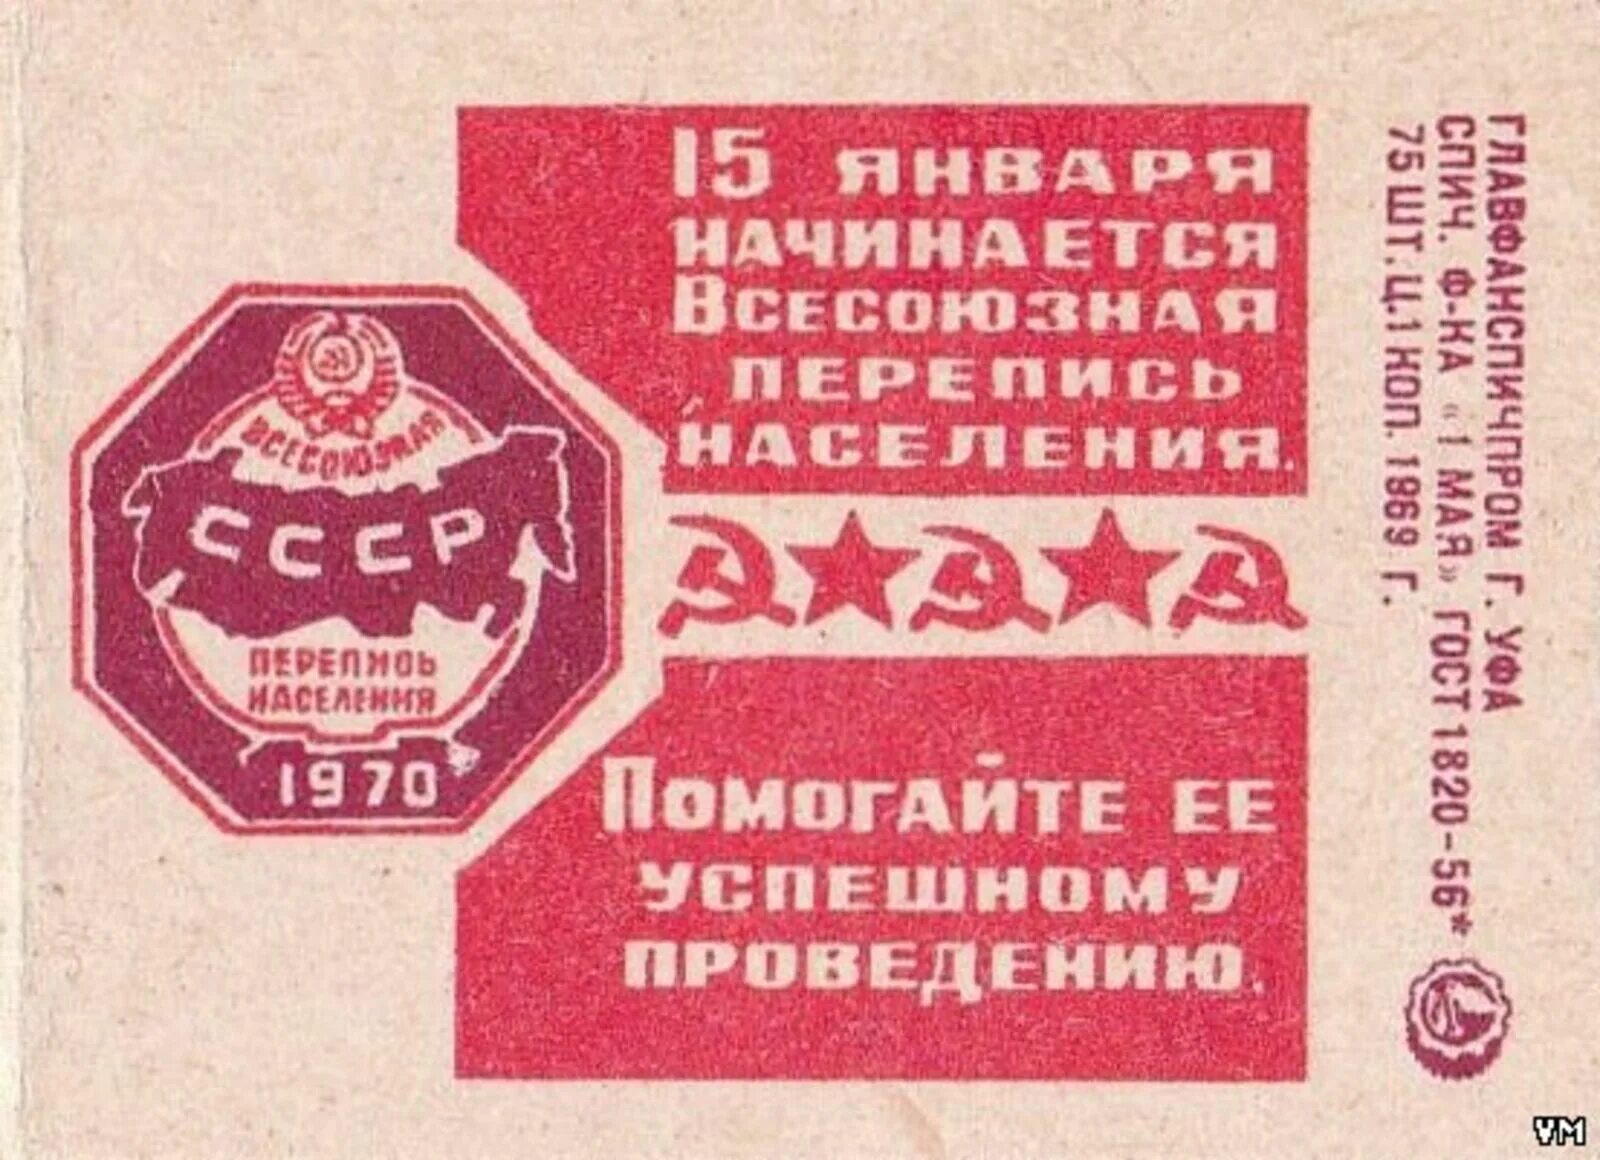 15 ЯНВАРЯ
НАЧИНАЕТСЯ
ВСЕСОЮЗНАЯ
ПЕРЕПИСЬ
НАСЕЛЕНИЯ.
ВСЕСОЮЗНАЯ
СССР
ПЕРЕПИСЬ
НАСЕЛЕНИЯ
1970
ПОМОГАЙТЕ ЕЕ
УСПЕШНОМУ
ПРОВЕДЕНИЮ.
ГЛАВФАНСПИЧПРОМ Г. УФА
СПИЧ. Ф-КА «1 МАЯ» ГОСТ 1820-56*
75 ШТ. Ц.1 КОП. 1969 Г.
VM